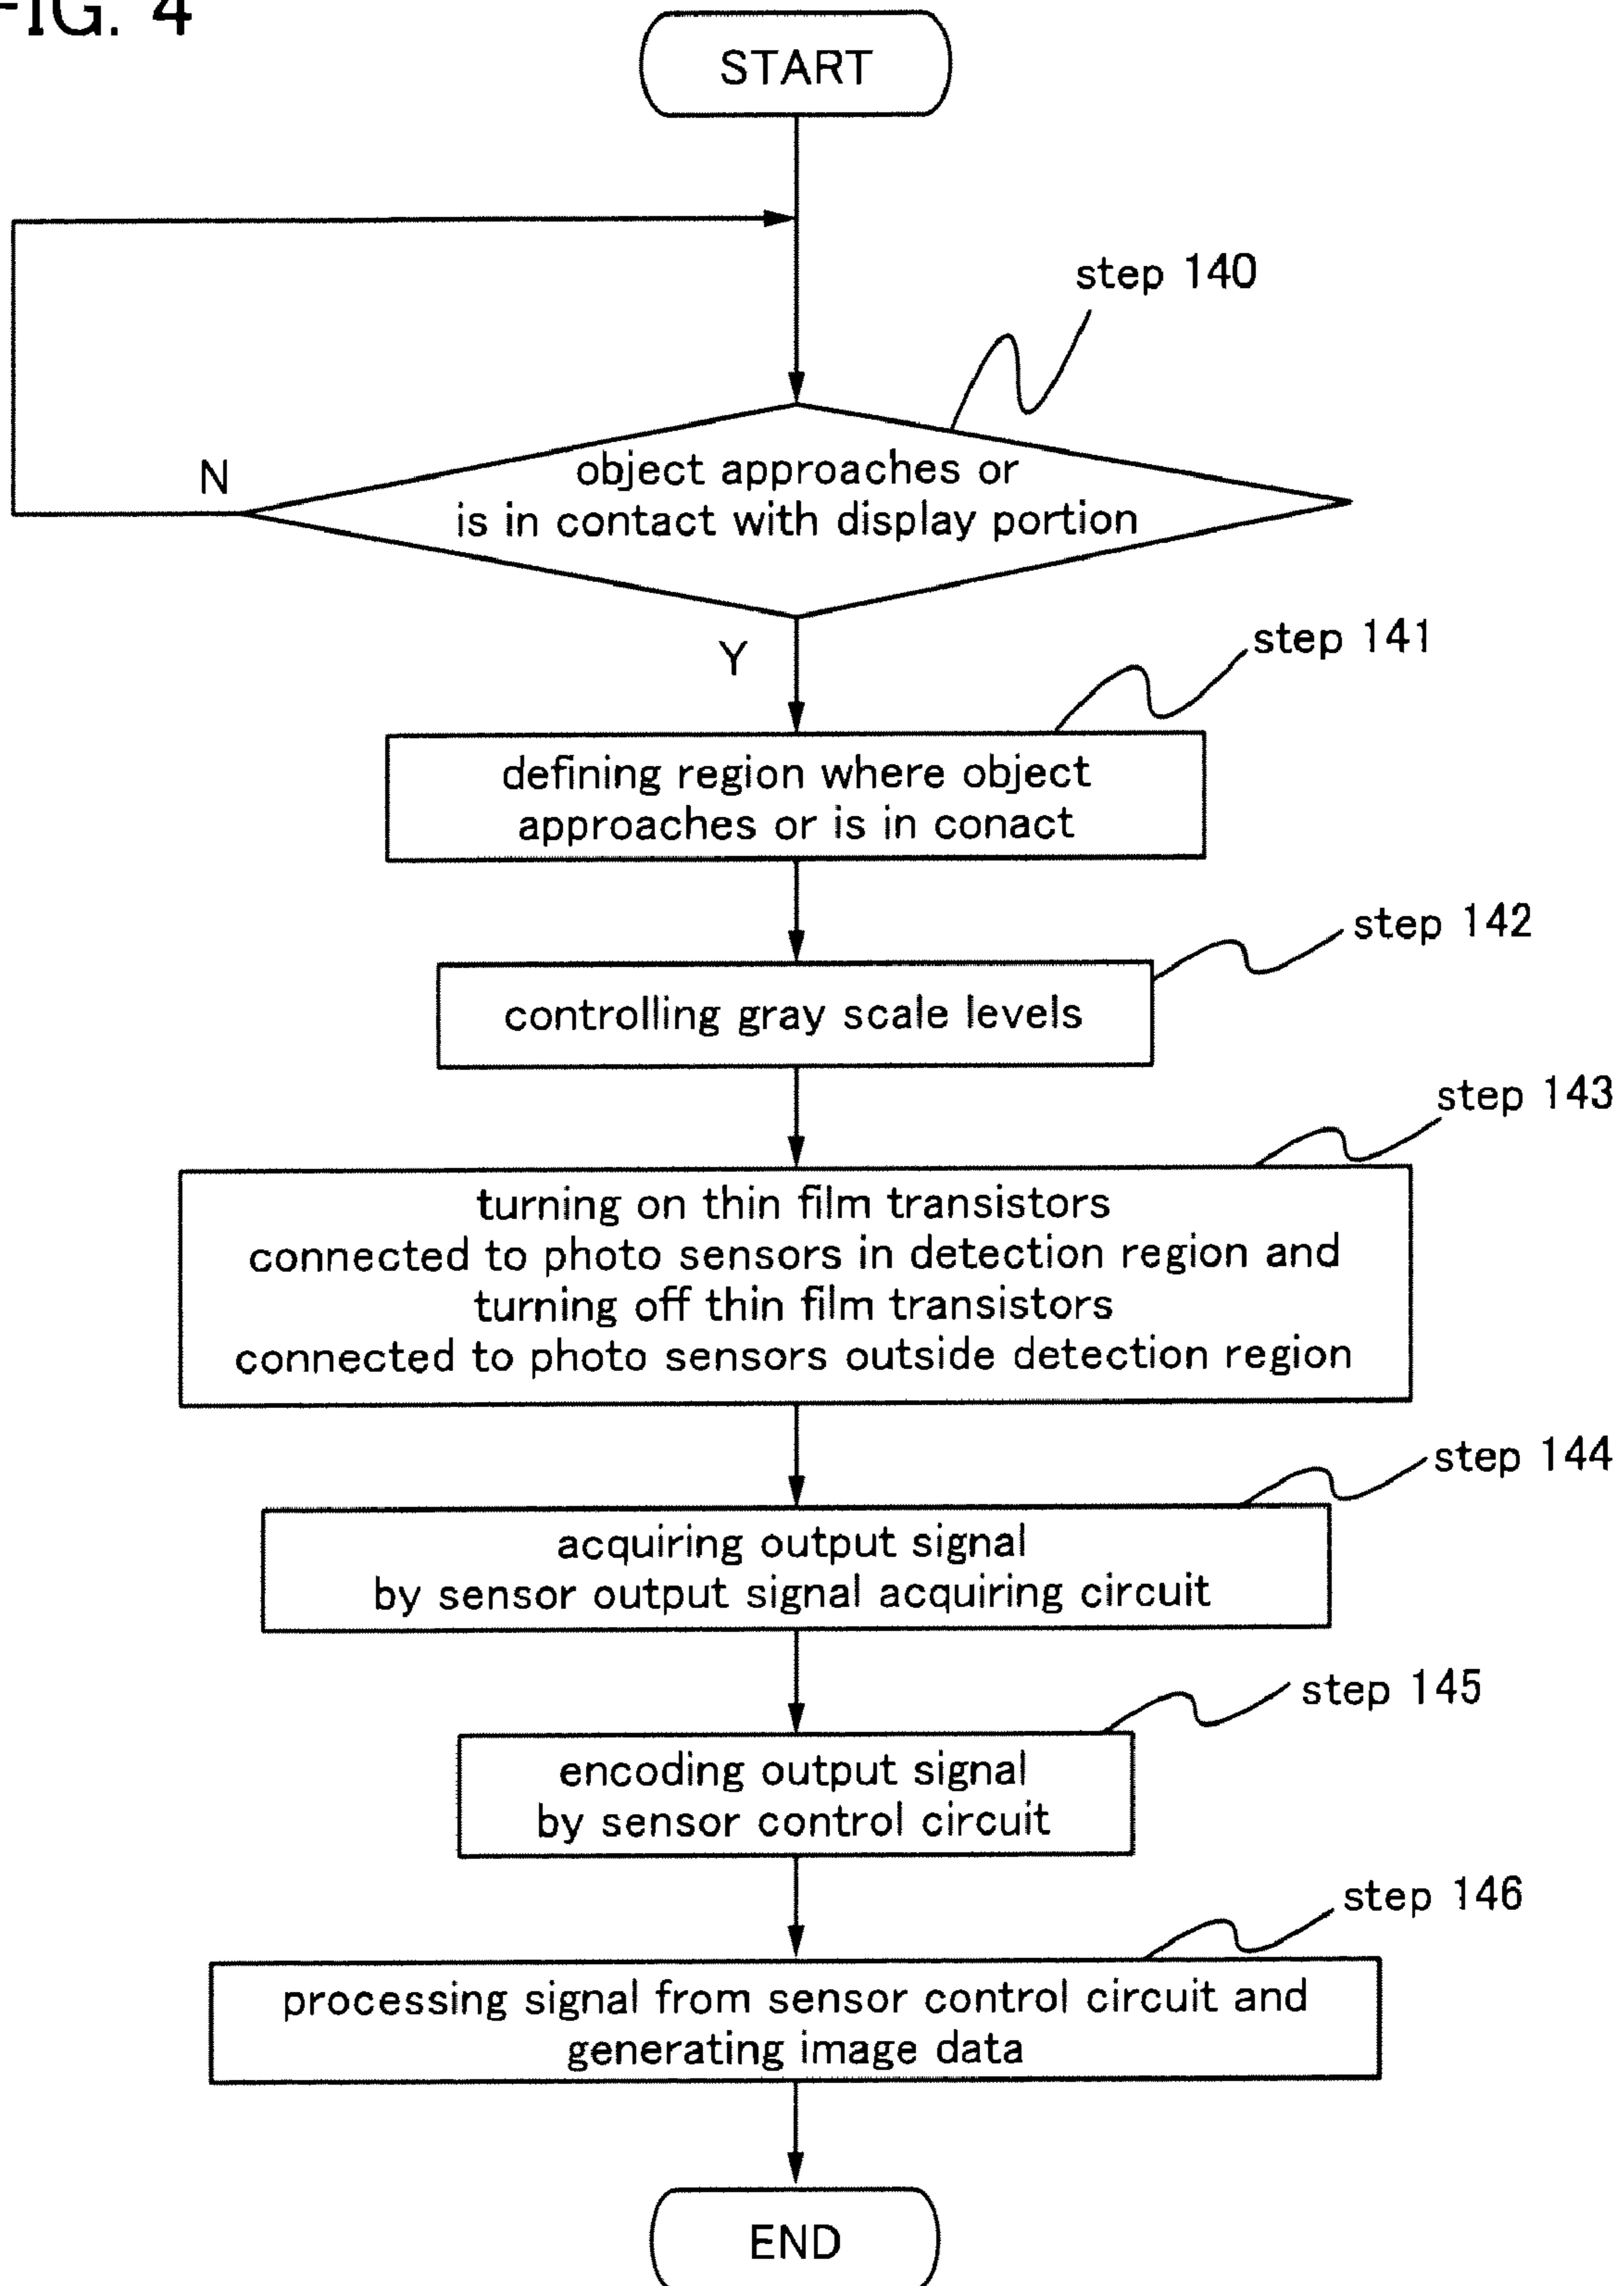 FIG. 4
START
step 140
N
object approaches or
is in contact with display portion
Y
step 141
defining region where object
approaches or is in conact
step 142
controlling gray scale levels
step 143
turning on thin film transistors
connected to photo sensors in detection region and
turning off thin film transistors
connected to photo sensors outside detection region
step 144
acquiring output signal
by sensor output signal acquiring circuit
step 145
encoding output signal
by sensor control circuit
step 146
processing signal from sensor control circuit and
generating image data
END